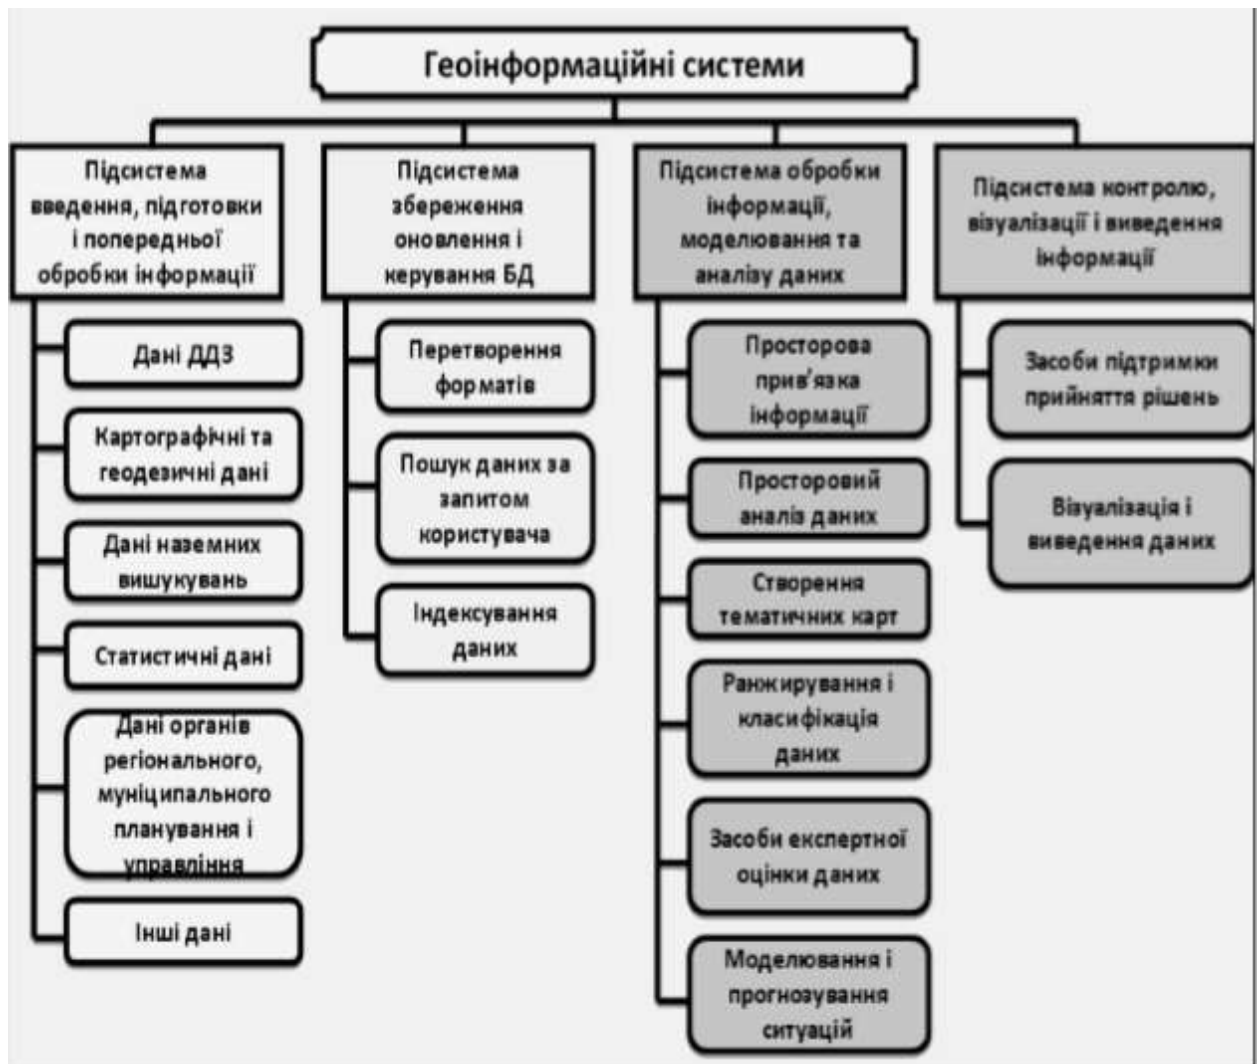 Геоінформаційні системи
Підсистема
введення, підготовки
і попередньої
обробки інформації
Дані ДДЗ
Картографічні та
геодезичні дані
Дані наземних
вишукувань
Статистичні дані
Дані органів
регіонального,
муніципального
планування і
управління
Інші дані
Підсистема
збереження
оновлення і
керування БД
Перетворення
форматів
Пошук даних за
запитом
користувача
Індексування
даних
Підсистема обробки
інформації,
моделювання та
аналізу даних
Просторова
прив’язка
інформації
Просторовий
аналіз даних
Створення
тематичних карт
Ранжирування і
класифікація
даних
Засоби експертної
оцінки даних
Моделювання і
прогнозування
ситуацій
Підсистема контролю,
візуалізації і виведення
інформації
Засоби підтримки
прийняття рішень
Візуалізація і
виведення даних